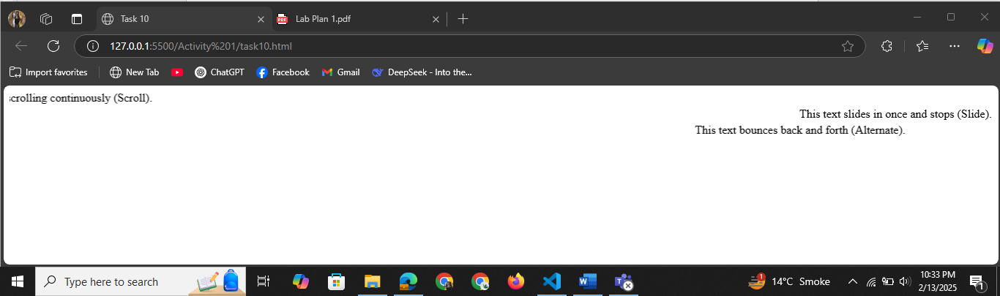 Task 10
Lab Plan 1.pdf
127.0.0.1:5500/Activity%201/task10.html
Import favorites
New Tab
ChatGPT
Facebook
Gmail
DeepSeek - Into the...
scrolling continuously (Scroll).
This text slides in once and stops (Slide).
This text bounces back and forth (Alternate).
Type here to search
1
14°C Smoke
10:33 PM
2/13/2025
1